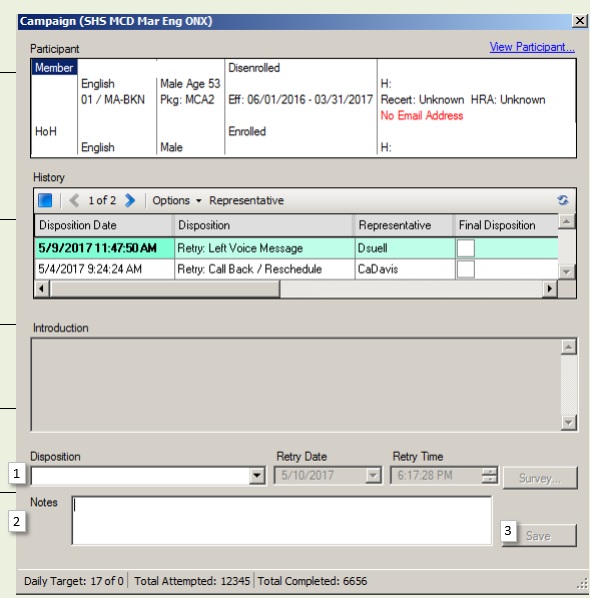 Campaign (SHS MCD Mar Eng ONX)
Participant View Participant...
Member Disenrolled
English Male Age 53 H:
01 / MA-BKN Pkg: MCA2 Eff: 06/01/2016 - 03/31/2017 Recert: Unknown HRA: Unknown
No Email Address
HoH Enrolled
English Male H:
History
1 of 2 Options Representative
Disposition Date Disposition Representative Final Disposition
5/9/2017 11:47:50 AM Retry: Left Voice Message Dsuell
5/4/2017 9:24:24 AM Retry: Call Back / Reschedule CaDavis
Introduction
Disposition Retry Date Retry Time
1 5/10/2017 6:17:28 PM Survey...
Notes
2
3 Save
Daily Target: 17 of 0 Total Attempted: 12345 Total Completed: 6656